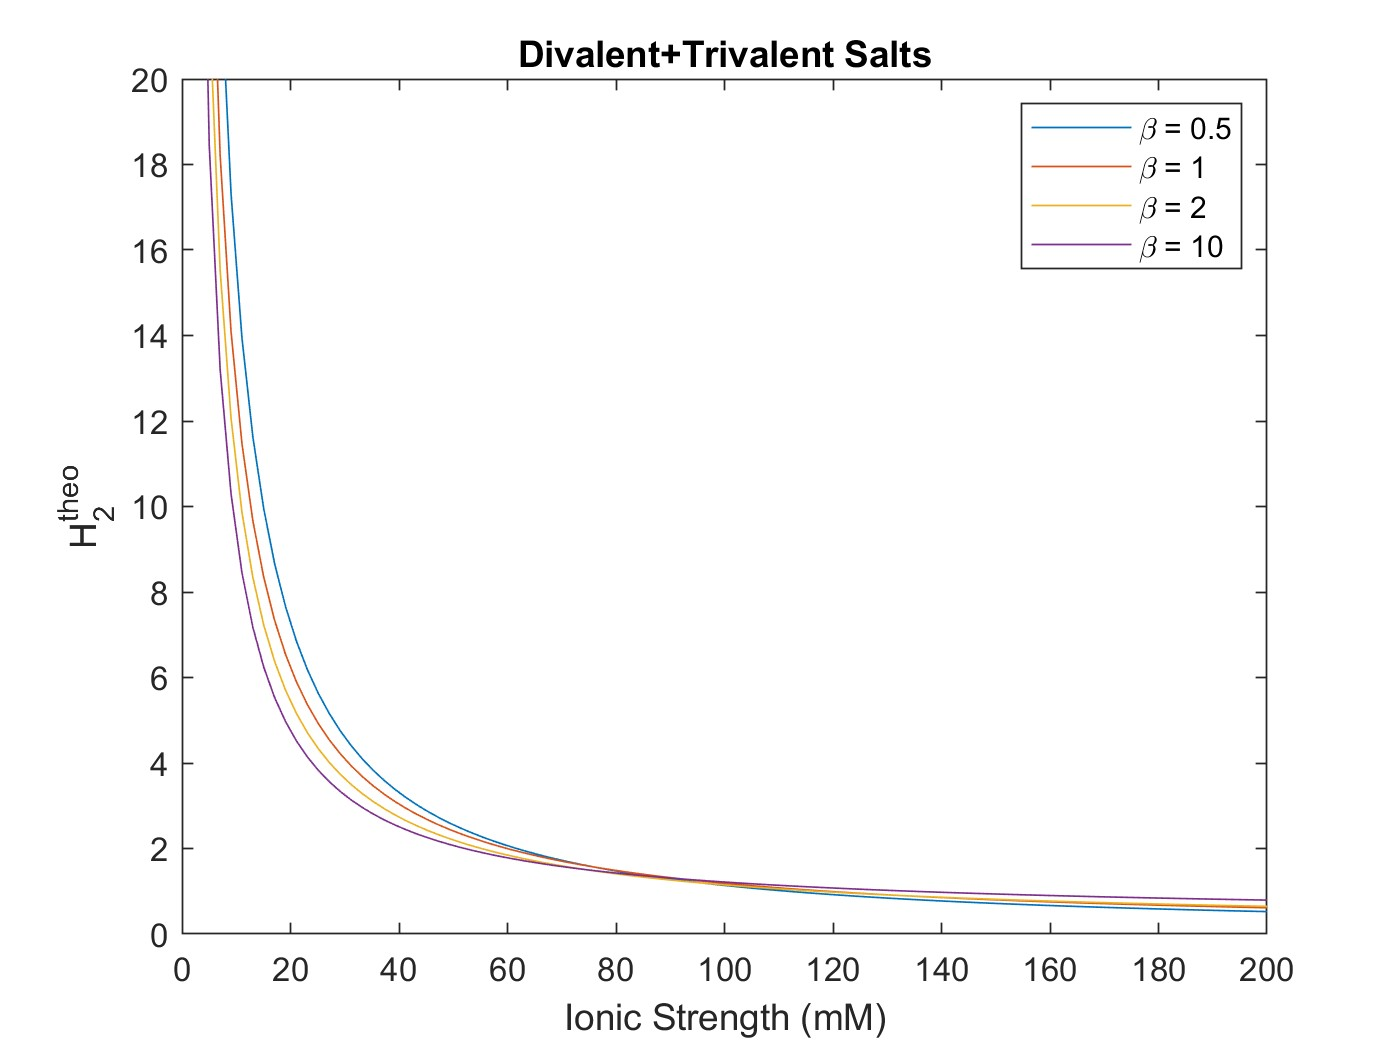 Divalent+Trivalent Salts
20
18
16
14
12
10
8
6
4
2
0
H₂ᵗʰᵉᵒ
β = 0.5
β = 1
β = 2
β = 10
0 20 40 60 80 100 120 140 160 180 200
Ionic Strength (mM)